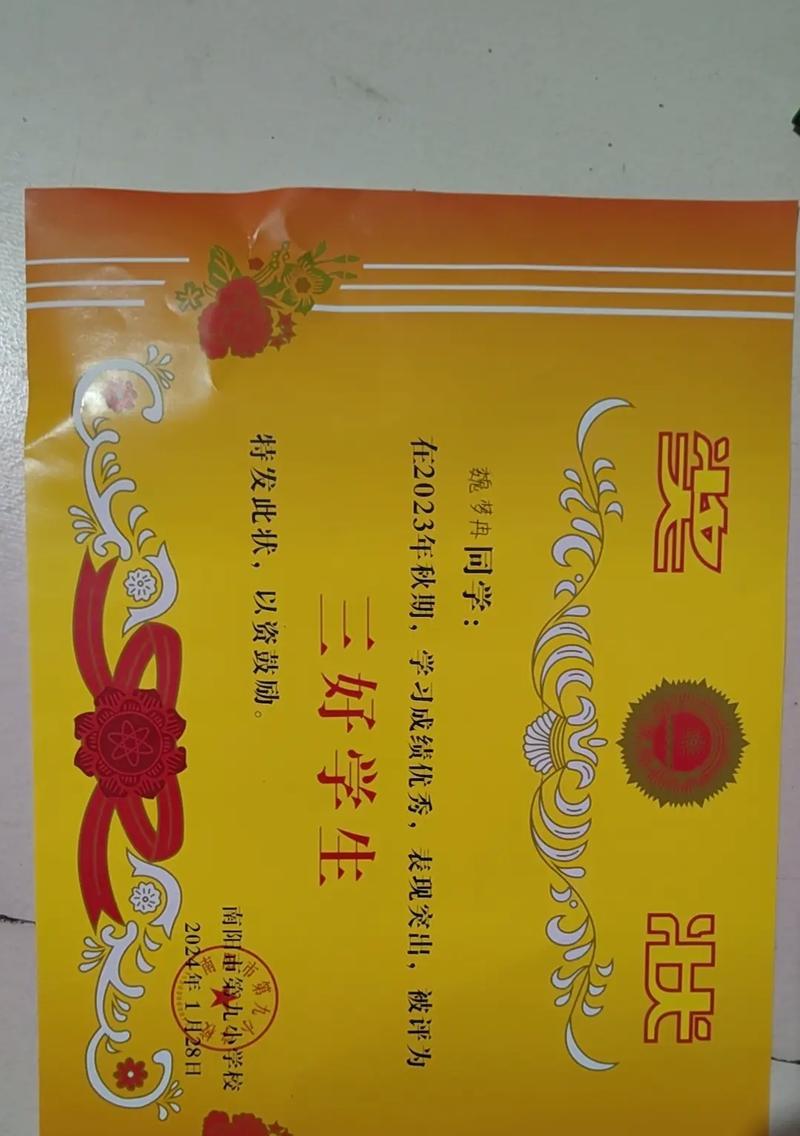 奖状
魏梦冉同学：
在2023年秋期，学习成绩优秀，表现突出，被评为
三好学生
特发此状，以资鼓励。
南阳市第九小学校
2024年1月28日